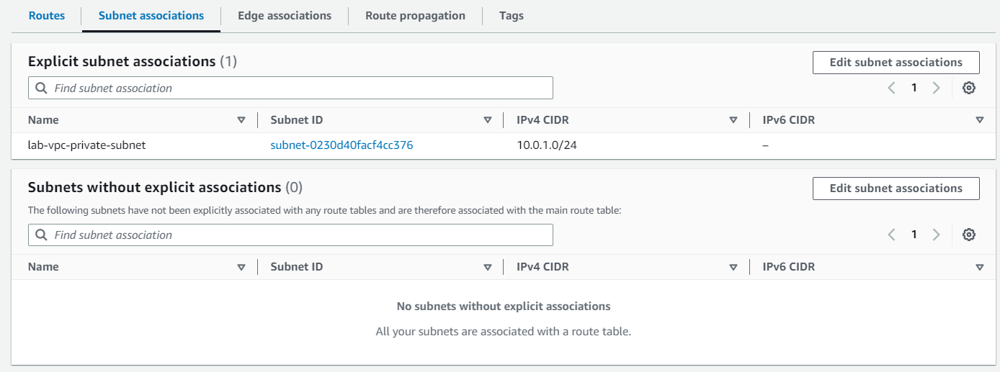 Routes Subnet associations Edge associations Route propagation Tags
Explicit subnet associations (1)
Edit subnet associations
Find subnet association
1
Name Subnet ID IPv4 CIDR IPv6 CIDR
lab-vpc-private-subnet subnet-0230d40facf4cc376 10.0.1.0/24 –
Subnets without explicit associations (0)
Edit subnet associations
The following subnets have not been explicitly associated with any route tables and are therefore associated with the main route table:
Find subnet association
1
Name Subnet ID IPv4 CIDR IPv6 CIDR
No subnets without explicit associations
All your subnets are associated with a route table.